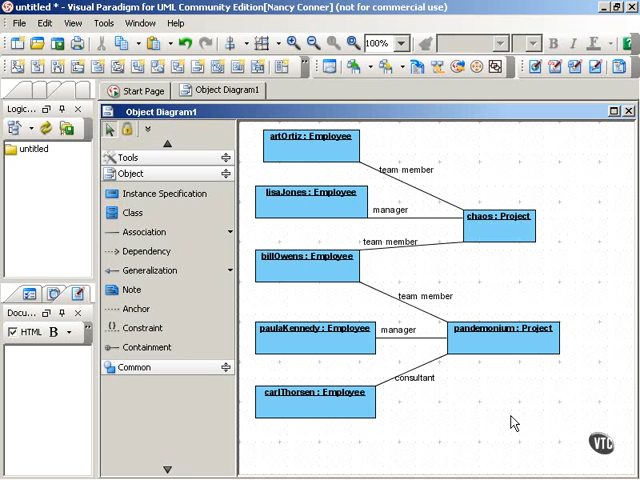 untitled * - Visual Paradigm for UML Community Edition[Nancy Conner] (not for commercial use)
File Edit View Tools Window Help
100%
B I
Start Page
Object Diagram1
Logic...
untitled
Docu...
HTML B
Object Diagram1
Tools
Object
Instance Specification
Class
Association
Dependency
Generalization
Note
Anchor
Constraint
Containment
Common
artOrtiz : Employee
team member
lisaJones : Employee
manager
chaos : Project
team member
billOwens : Employee
team member
paulaKennedy : Employee
manager
pandemonium : Project
consultant
carlThorsen : Employee
VTC